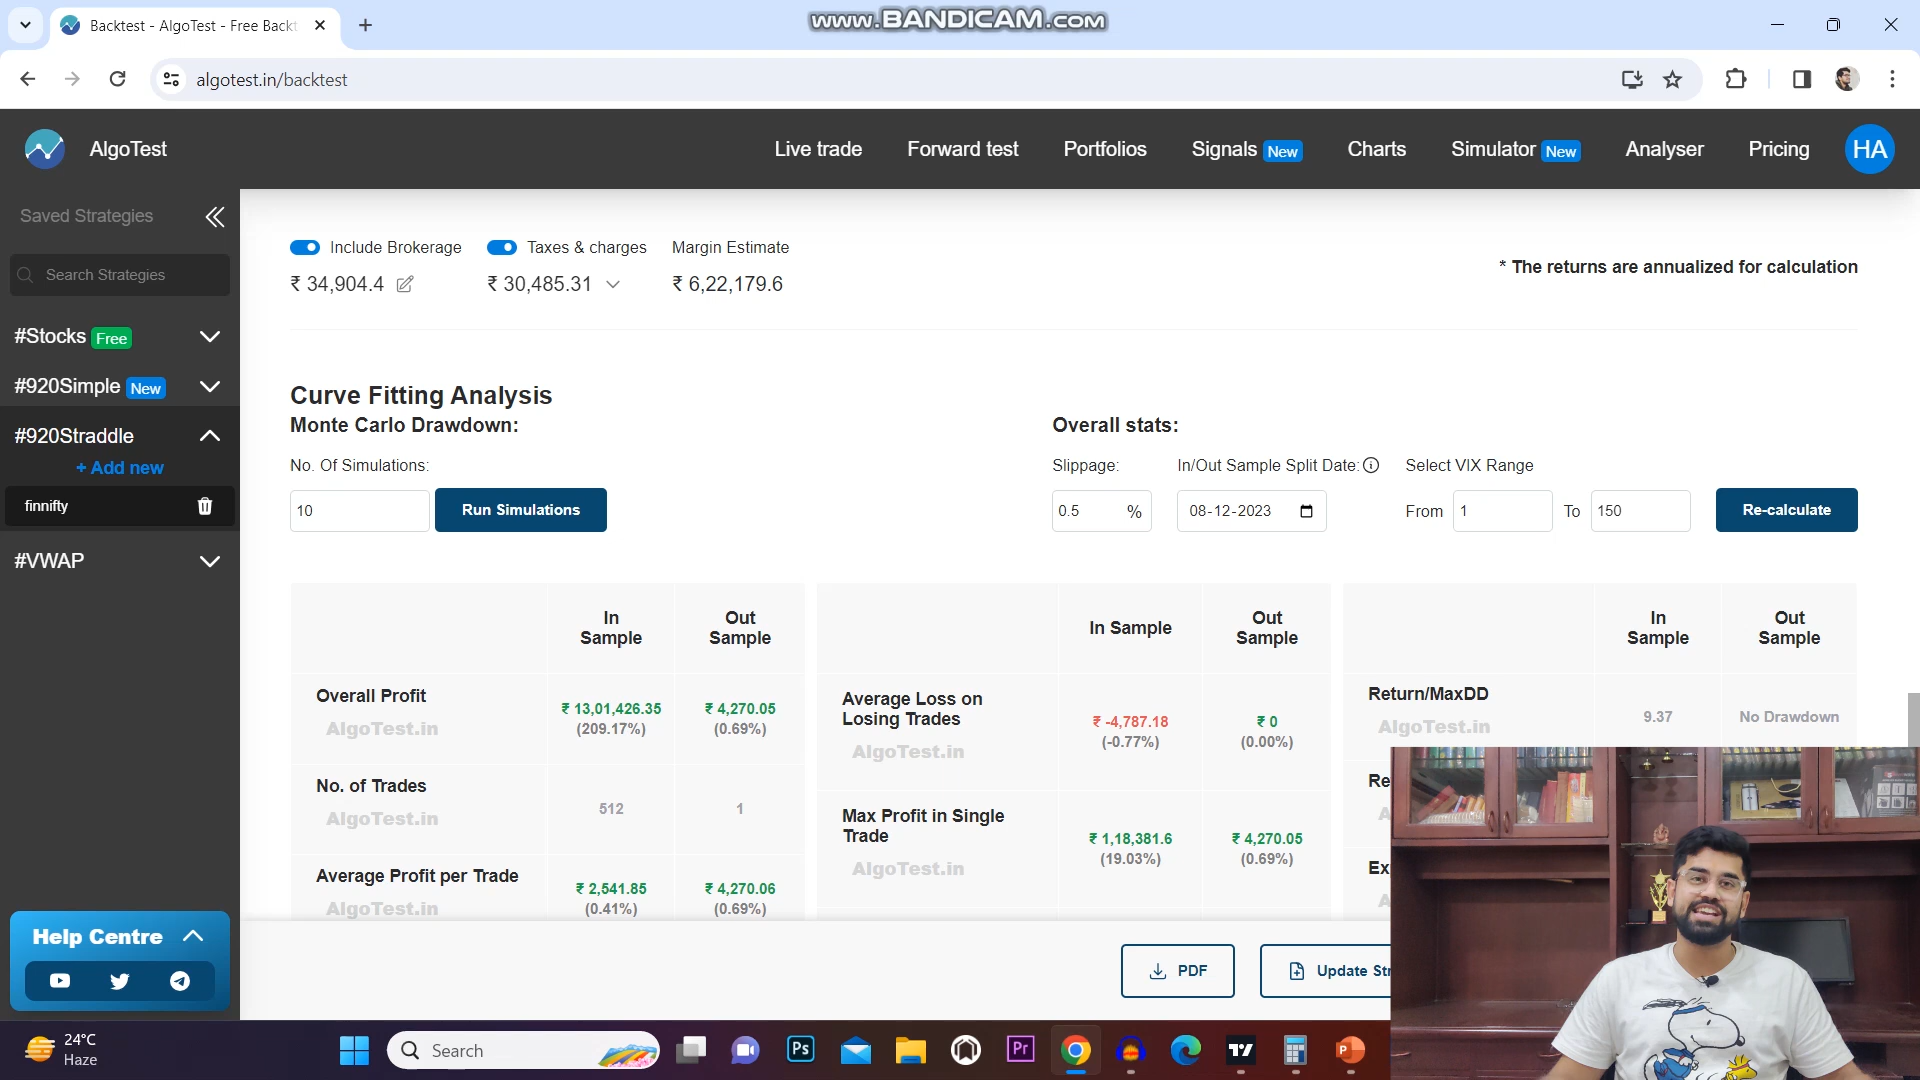 Backtest - AlgoTest - Free Backt
www.BANDICAM.com
algotest.in/backtest
AlgoTest
Live trade
Forward test
Portfolios
Signals New
Charts
Simulator New
Analyser
Pricing
HA
Saved Strategies
Search Strategies
#Stocks Free
#920Simple New
#920Straddle
+ Add new
finnifty
#VWAP
Help Centre
Include Brokerage
Taxes & charges
Margin Estimate
₹ 34,904.4
₹ 30,485.31
₹ 6,22,179.6
* The returns are annualized for calculation
Curve Fitting Analysis
Monte Carlo Drawdown:
No. Of Simulations:
10
Run Simulations
Overall stats:
Slippage:
In/Out Sample Split Date:
Select VIX Range
0.5 %
08-12-2023
From 1 To 150
Re-calculate
In
Sample
Out
Sample
Overall Profit
AlgoTest.in
₹ 13,01,426.35
(209.17%)
₹ 4,270.05
(0.69%)
No. of Trades
AlgoTest.in
512
1
Average Profit per Trade
AlgoTest.in
₹ 2,541.85
(0.41%)
₹ 4,270.06
(0.69%)
In Sample
Out
Sample
Average Loss on
Losing Trades
AlgoTest.in
₹ -4,787.18
(-0.77%)
₹ 0
(0.00%)
Max Profit in Single
Trade
AlgoTest.in
₹ 1,18,381.6
(19.03%)
₹ 4,270.05
(0.69%)
In
Sample
Out
Sample
Return/MaxDD
AlgoTest.in
9.37
No Drawdown
Re
A
Ex
A
PDF
Update Str
24°C
Haze
Search
Ps
Pr